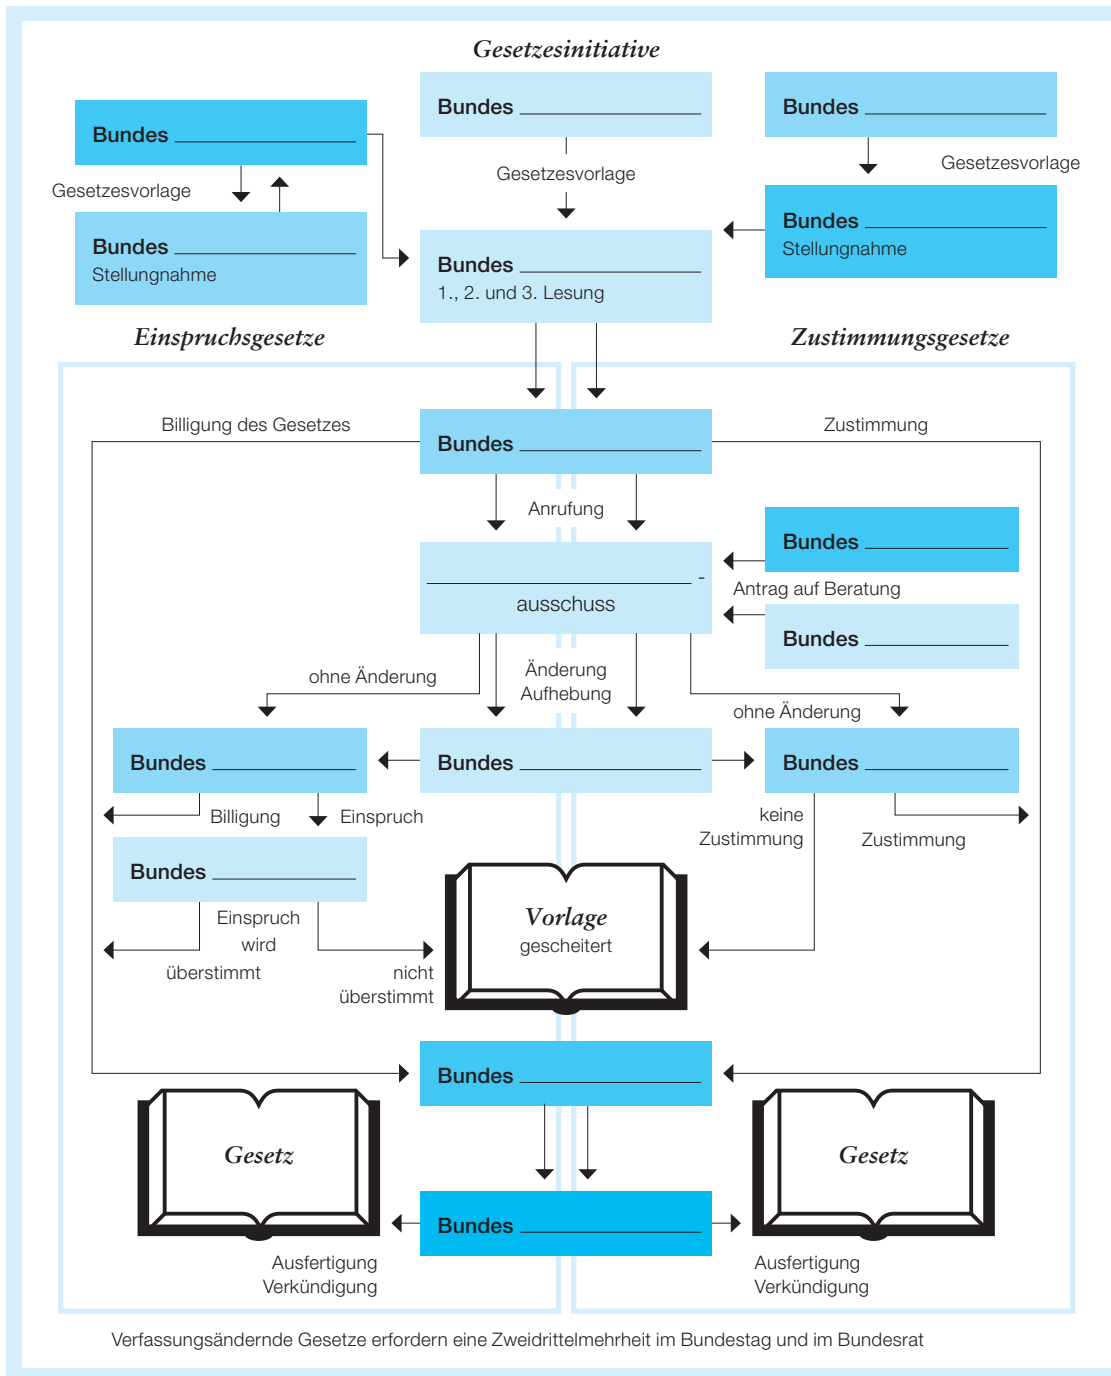 Gesetzesinitiative
Bundes
Bundes
Bundes
Gesetzesvorlage
Gesetzesvorlage
Gesetzesvorlage
Bundes
Stellungnahme
Bundes
1., 2. und 3. Lesung
Bundes
Stellungnahme
Einspruchsgesetze
Zustimmungsgesetze
Billigung des Gesetzes
Bundes
Zustimmung
Anrufung
-
ausschuss
Bundes
Antrag auf Beratung
Bundes
ohne Änderung
Änderung
Aufhebung
ohne Änderung
Bundes
Bundes
Bundes
Billigung
Einspruch
keine
Zustimmung
Zustimmung
Bundes
Einspruch
wird
überstimmt
nicht
überstimmt
Vorlage
gescheitert
Bundes
Gesetz
Gesetz
Bundes
Ausfertigung
Verkündigung
Ausfertigung
Verkündigung
Verfassungsändernde Gesetze erfordern eine Zweidrittelmehrheit im Bundestag und im Bundesrat